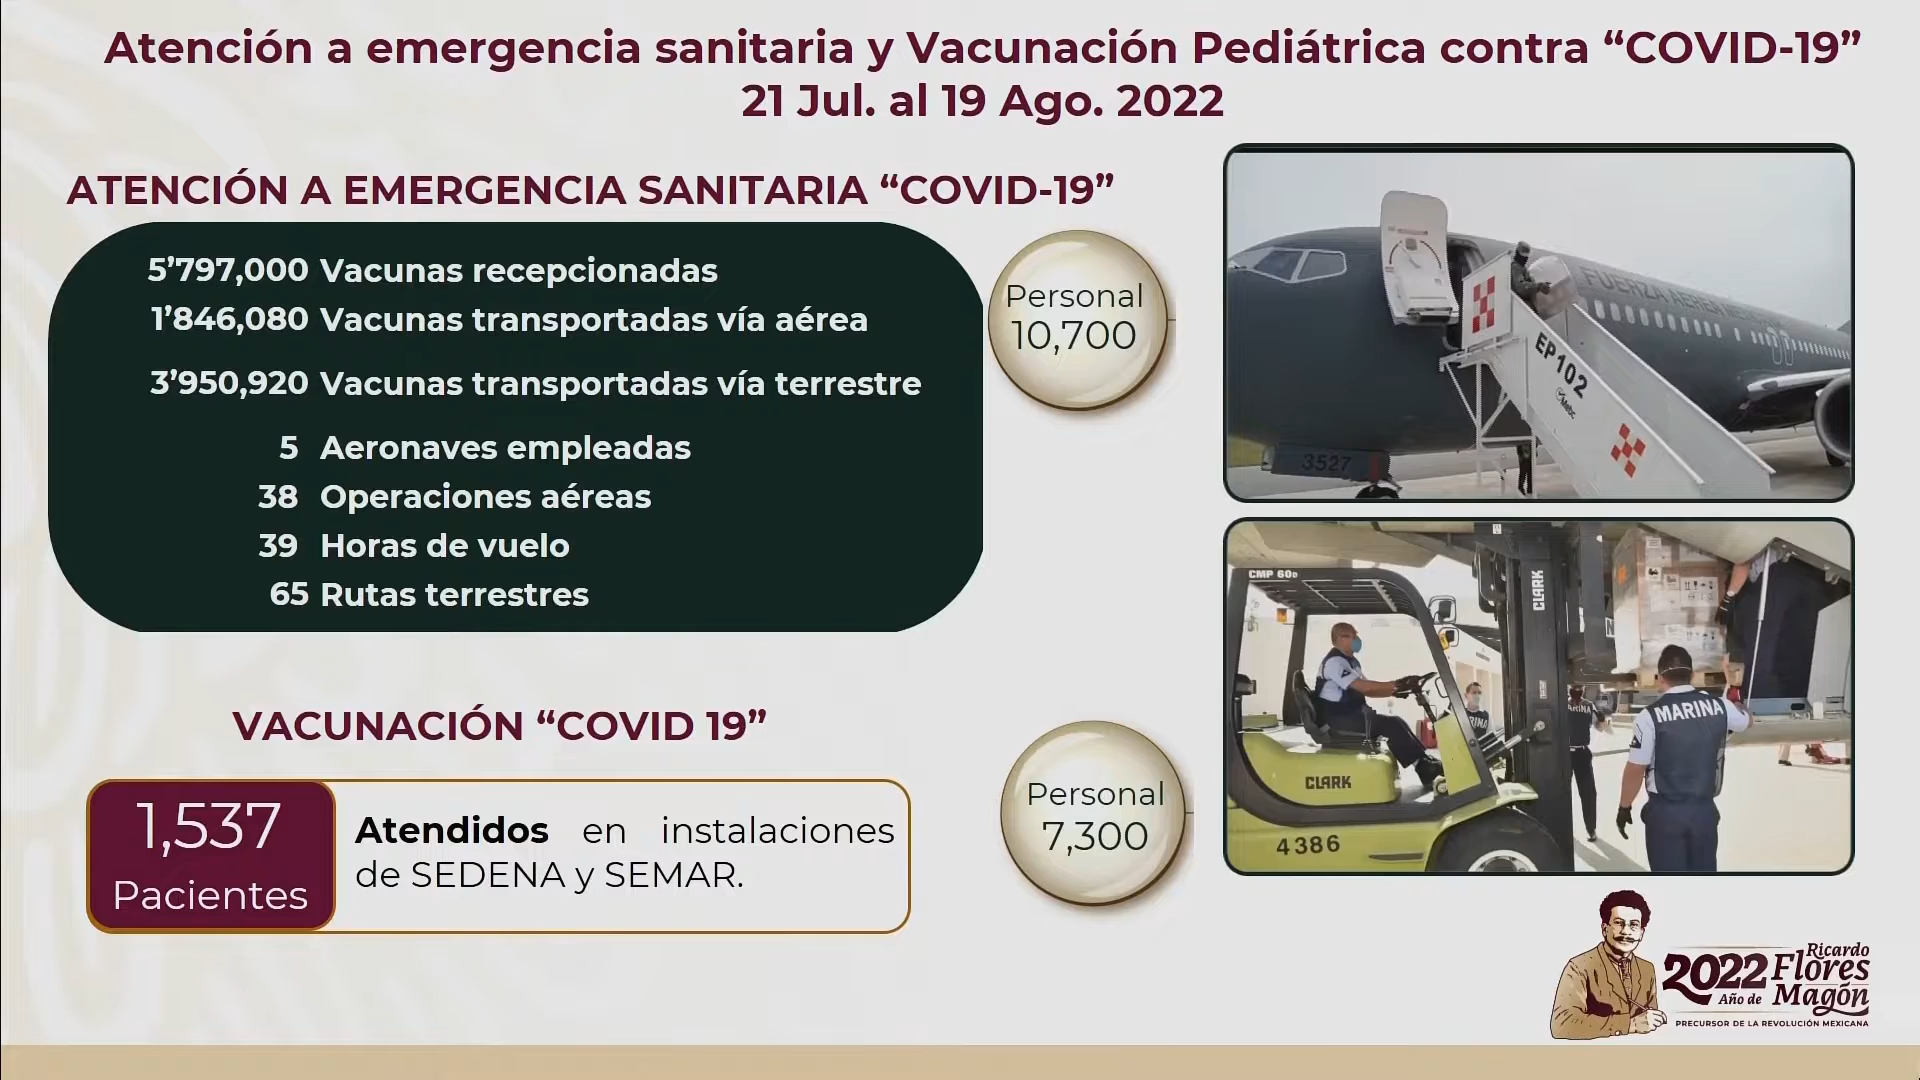 Atención a emergencia sanitaria y Vacunación Pediátrica contra “COVID-19”
21 Jul. al 19 Ago. 2022
ATENCIÓN A EMERGENCIA SANITARIA “COVID-19”
5’797,000 Vacunas recepcionadas
1’846,080 Vacunas transportadas vía aérea
3’950,920 Vacunas transportadas vía terrestre
5 Aeronaves empleadas
38 Operaciones aéreas
39 Horas de vuelo
65 Rutas terrestres
Personal
10,700
FUERZA AEREA
EP102
3527
VACUNACIÓN “COVID 19”
1,537
Pacientes
Atendidos en instalaciones
de SEDENA y SEMAR.
Personal
7,300
CMP 60D
CLARK
MARINA
CLARK
4386
2022
Año de
Ricardo
Flores
Magón
PRECURSOR DE LA REVOLUCIÓN MEXICANA